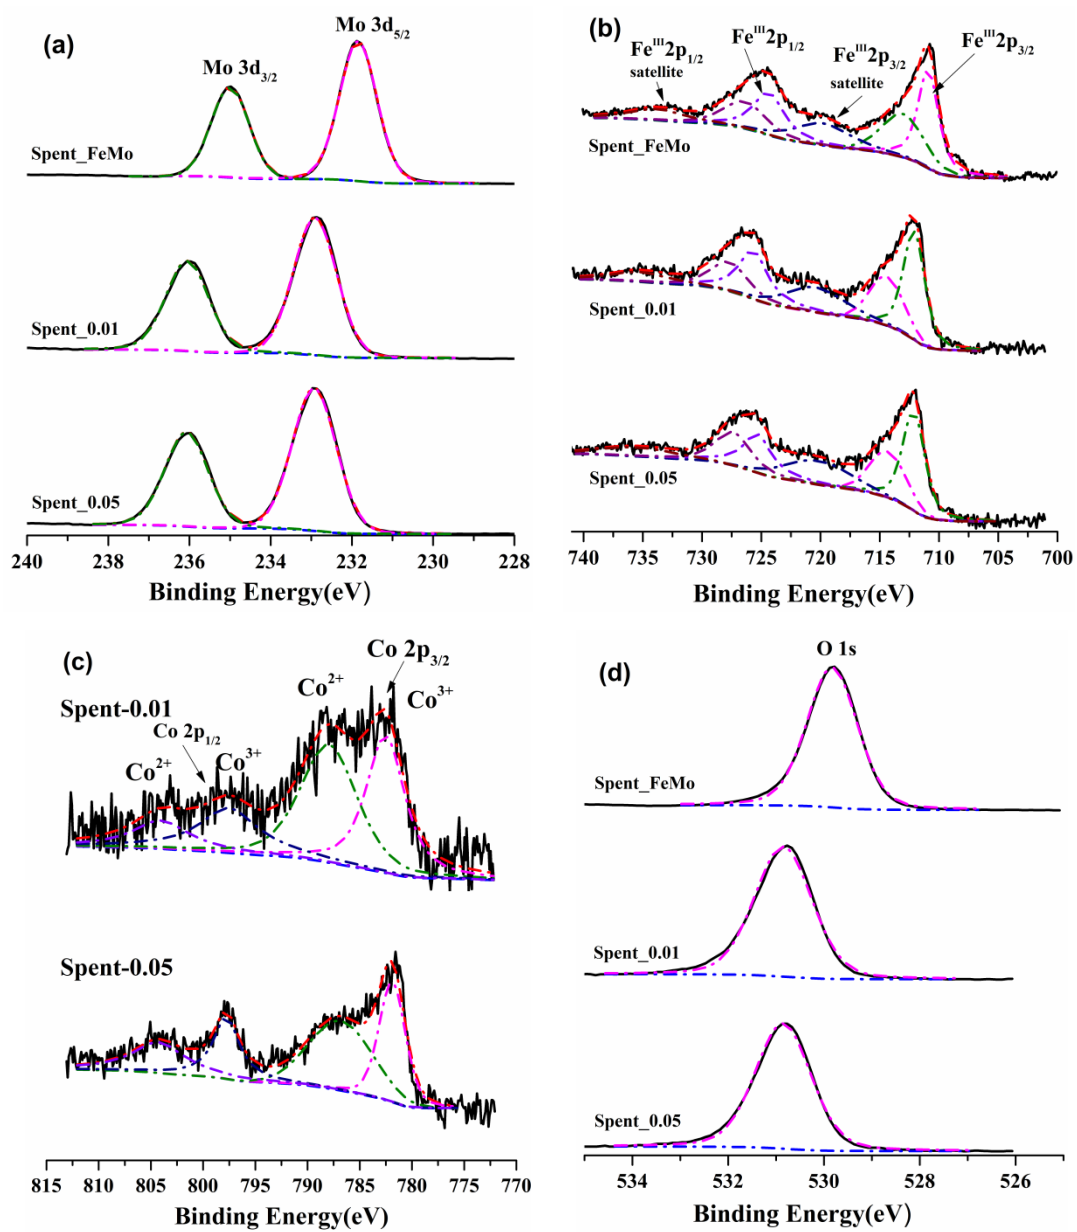 (a)
Mo 3d5/2
Mo 3d3/2
Spent_FeMo
Spent_0.01
Spent_0.05
240 238 236 234 232 230 228
Binding Energy(eV)
(b)
FeIII2p1/2
satellite
FeIII2p1/2
FeIII2p3/2
satellite
FeIII2p3/2
Spent_FeMo
Spent_0.01
Spent_0.05
740 735 730 725 720 715 710 705 700
Binding Energy(eV)
(c)
Co 2p3/2
Co2+
Co3+
Spent-0.01
Co 2p1/2
Co2+
Co3+
Spent-0.05
815 810 805 800 795 790 785 780 775 770
Binding Energy(eV)
(d)
O 1s
Spent_FeMo
Spent_0.01
Spent_0.05
534 532 530 528 526
Binding Energy(eV)